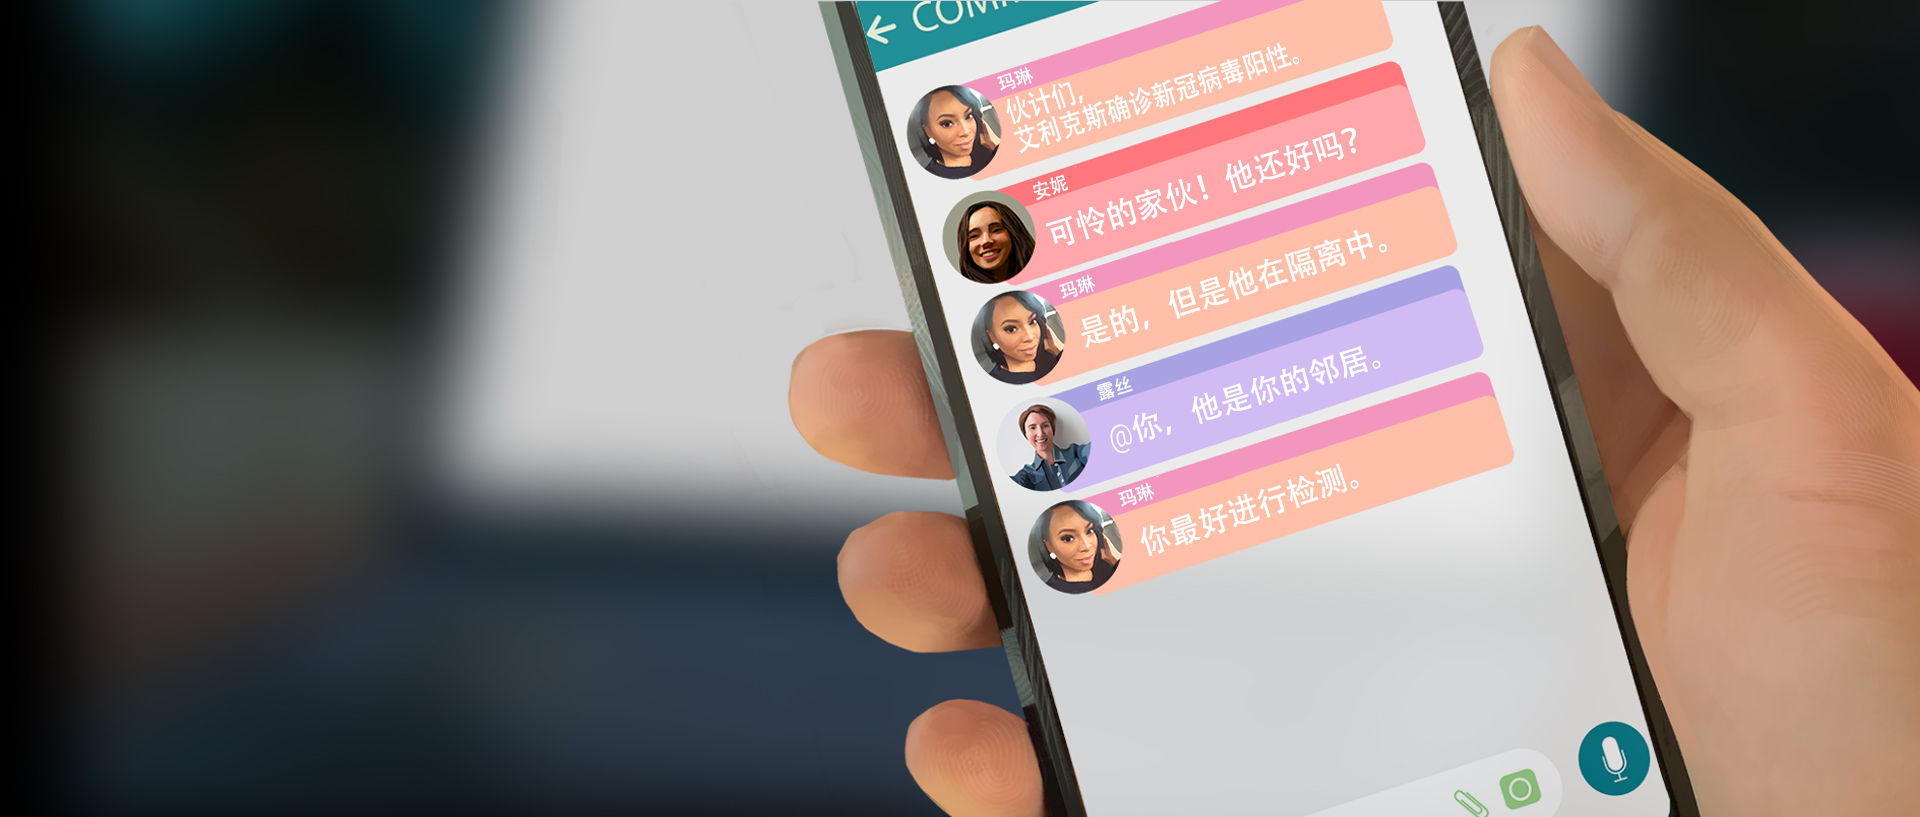 玛琳
伙计们，
艾利克斯确诊新冠病毒阳性。
安妮
可怜的家伙！他还好吗？
玛琳
是的，但是他在隔离中。
露丝
@你，他是你的邻居。
玛琳
你最好进行检测。